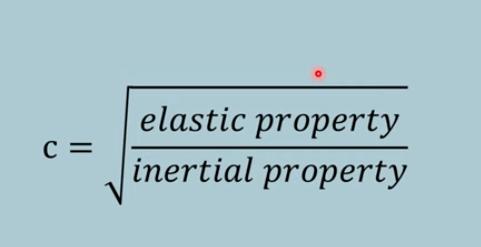 c = √(elastic property / inertial property)